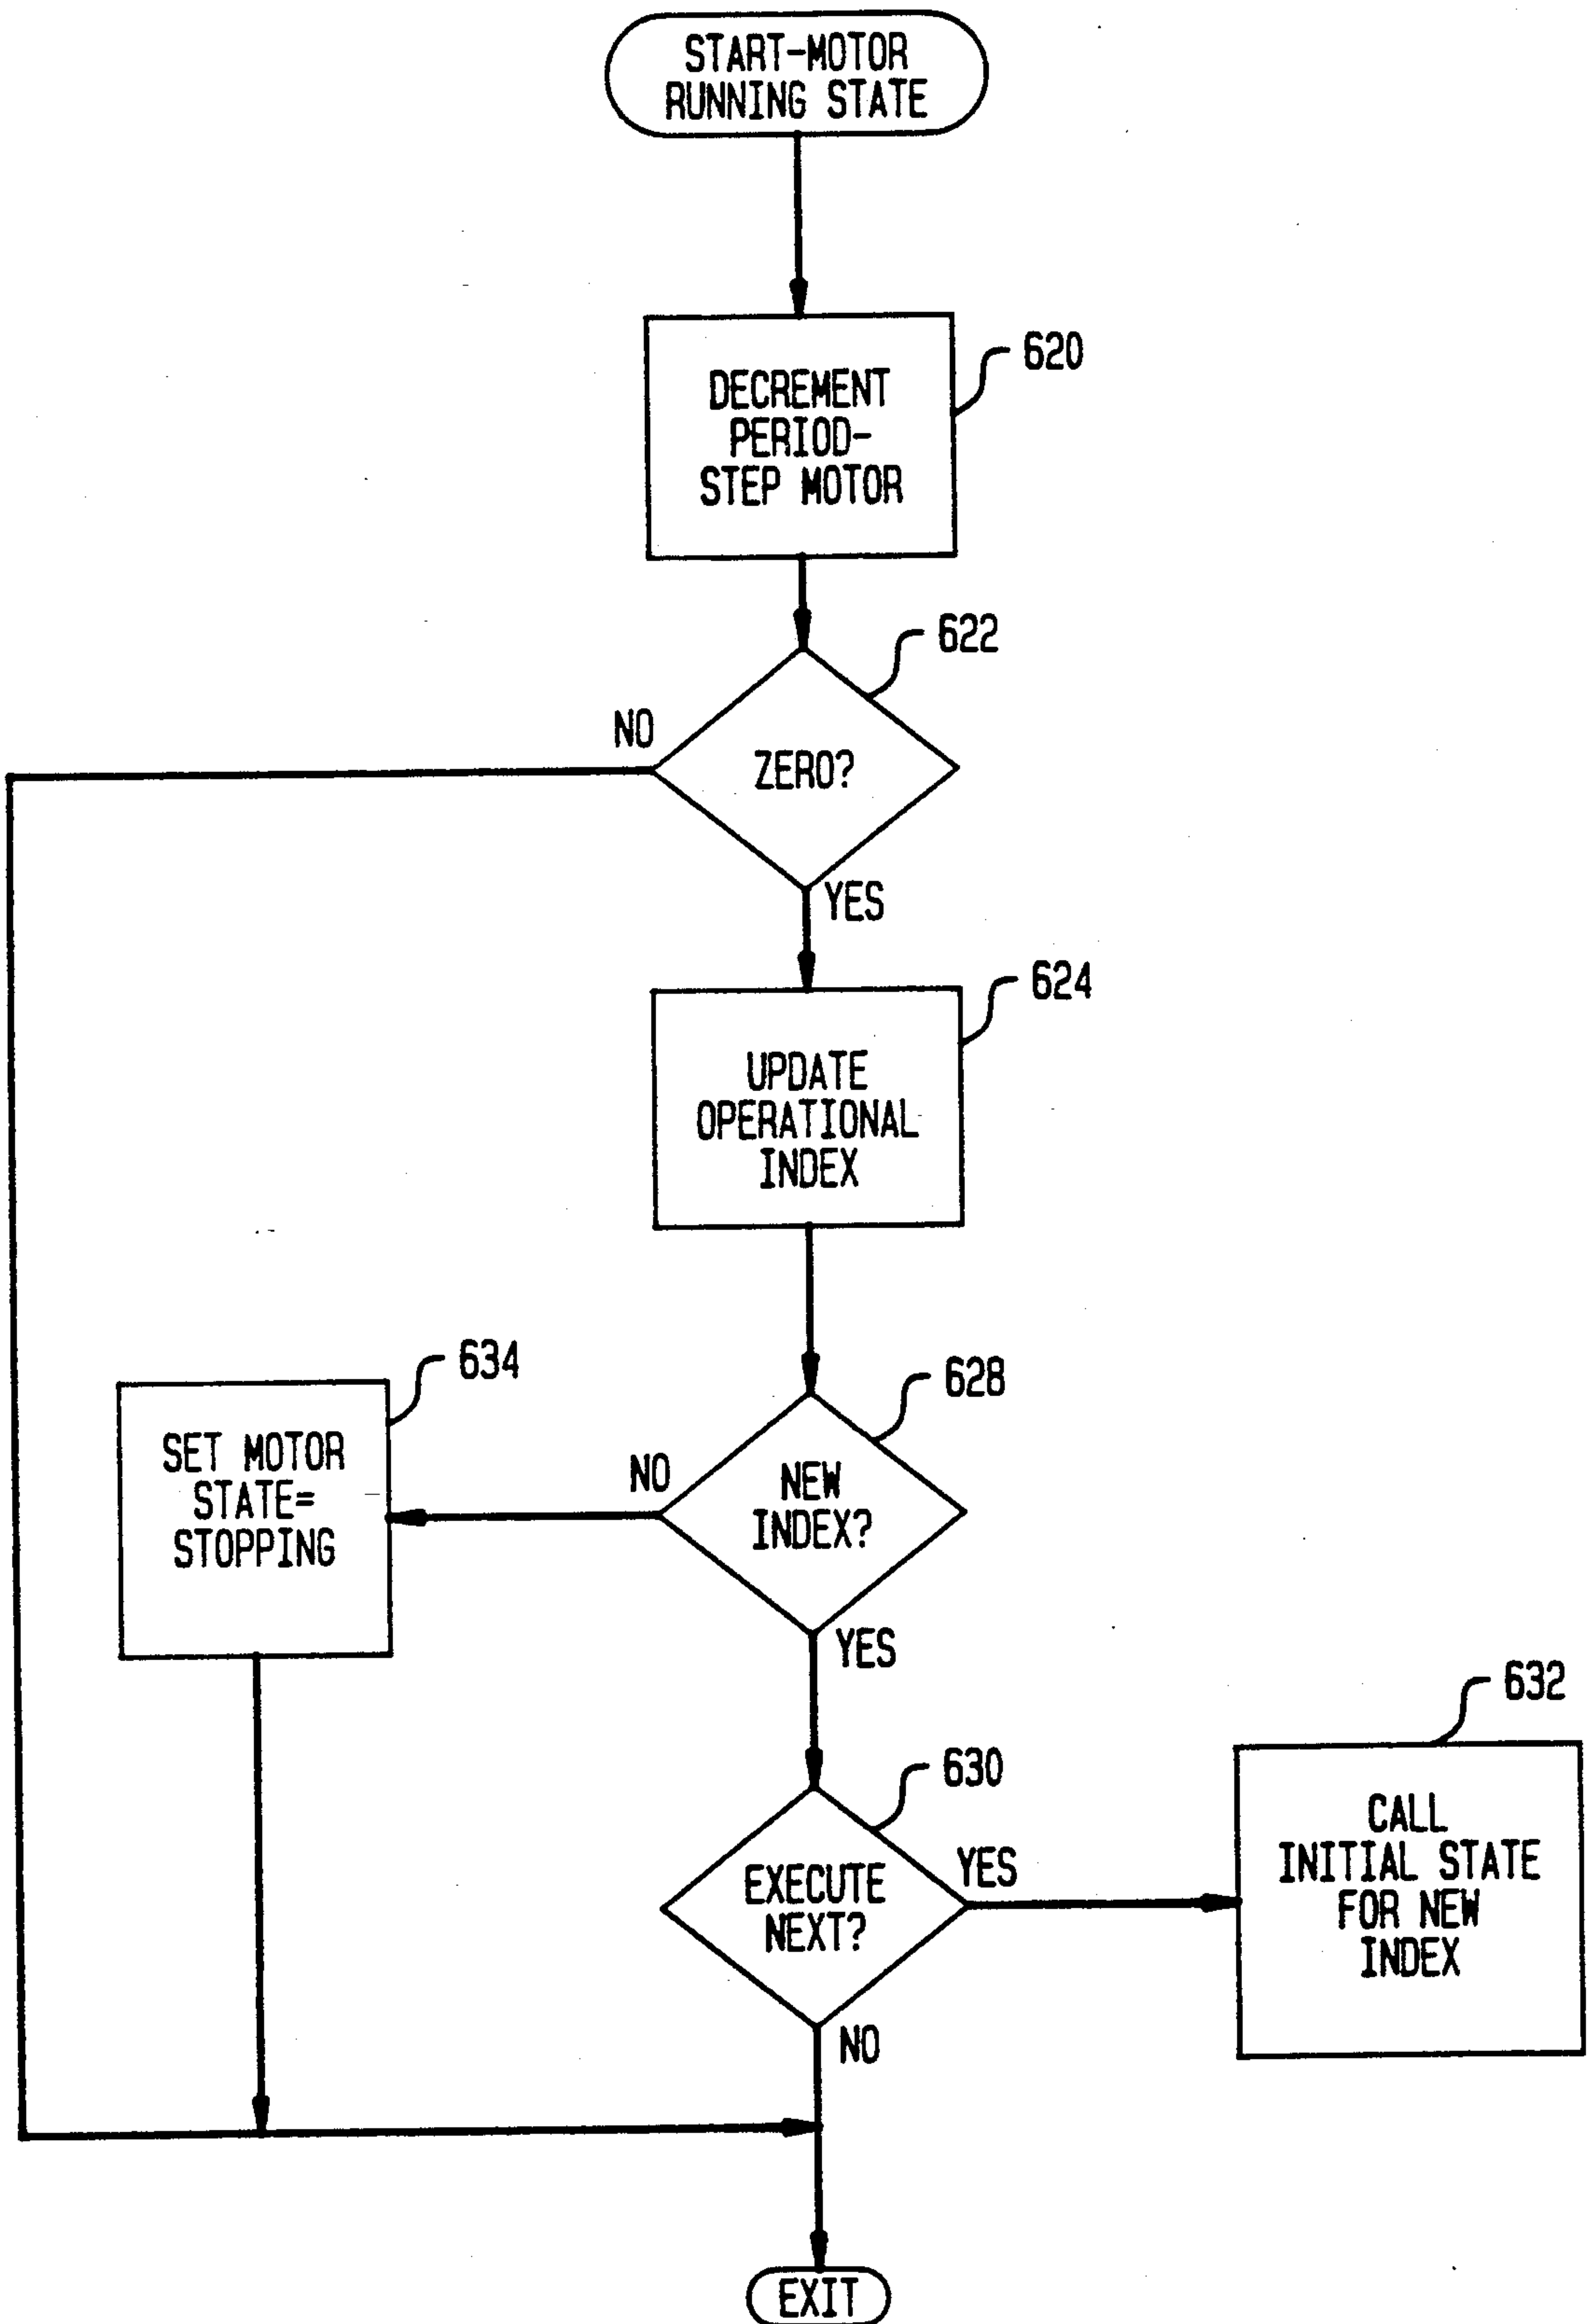 START-MOTOR
RUNNING STATE
620
DECREMENT
PERIOD-
STEP MOTOR
622
NO
ZERO?
YES
624
UPDATE
OPERATIONAL
INDEX
634
SET MOTOR
STATE=
STOPPING
628
NO
NEW
INDEX?
YES
632
CALL
INITIAL STATE
FOR NEW
INDEX
630
YES
EXECUTE
NEXT?
NO
EXIT